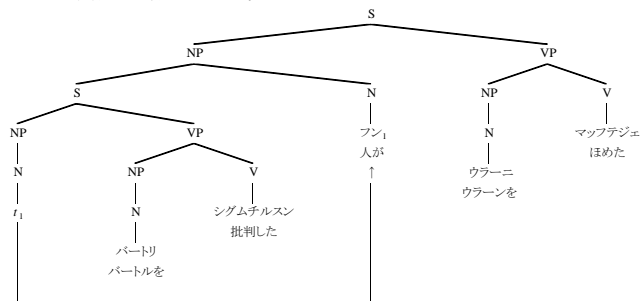 S
NP VP
S N NP V
NP VP フン₁ N マッフテジェ
人が ほめた
N NP V ↑ ウラーニ
ウラーンを
t₁ N シグムチルスン
批判した
バートリ
バートルを